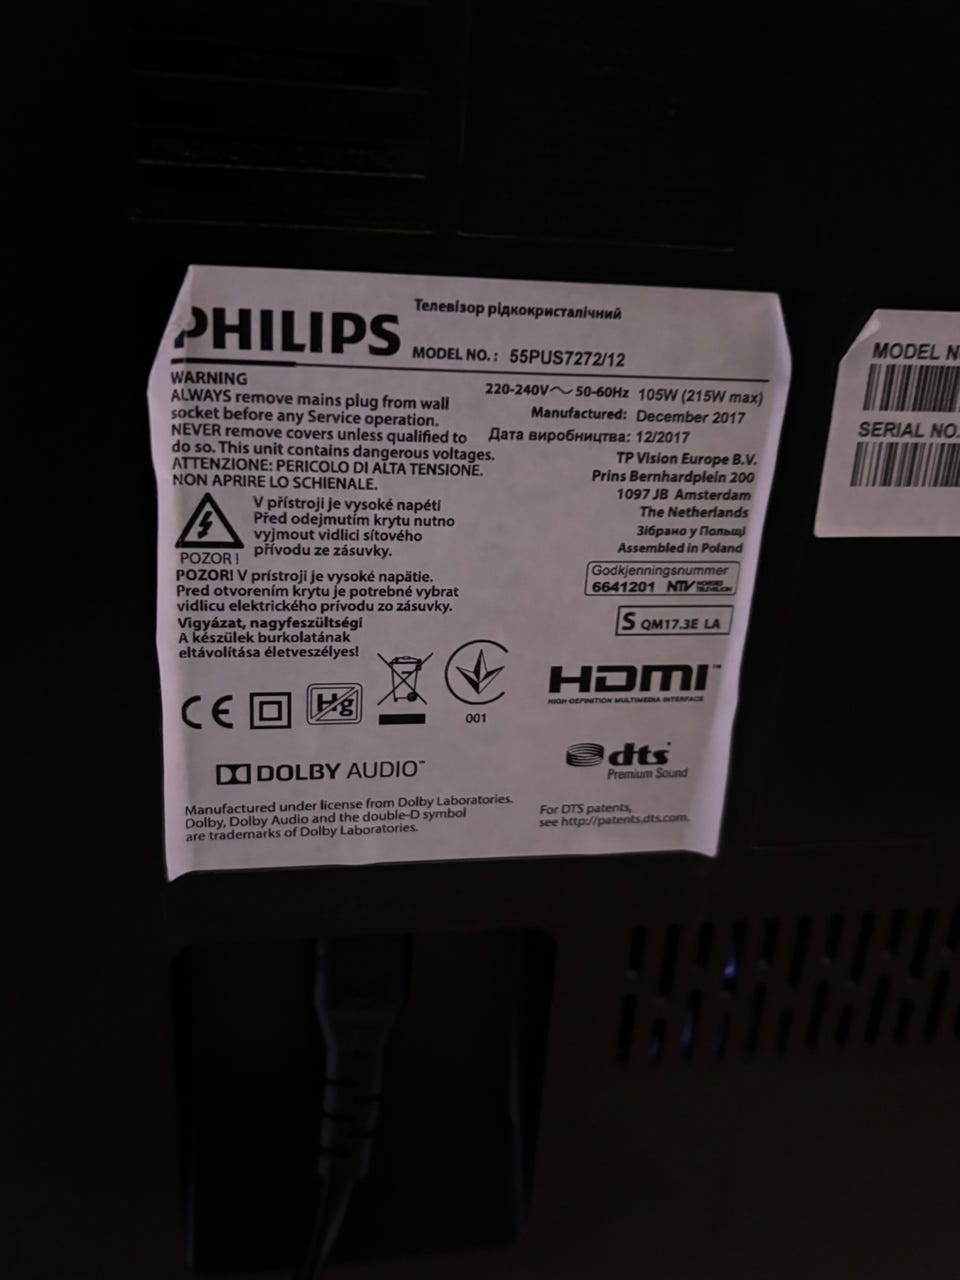 PHILIPS
Телевізор рідкокристалічний
MODEL NO.: 55PUS7272/12
WARNING
ALWAYS remove mains plug from wall
socket before any Service operation.
NEVER remove covers unless qualified to
do so. This unit contains dangerous voltages.
ATTENZIONE: PERICOLO DI ALTA TENSIONE.
NON APRIRE LO SCHIENALE.
V přístroji je vysoké napětí
Před odejmutím krytu nutno
vyjmout vidlici síťového
přívodu ze zásuvky.
POZOR!
POZOR! V prístroji je vysoké napätie.
Pred otvorením krytu je potrebné vybrat
vidlicu elektrického prívodu zo zásuvky.
Vigyázat, nagyfeszültségi
A készülek burkolatának
eltávolítása életveszélyes!
220-240V~ 50-60Hz 105W (215W max)
Manufactured: December 2017
Дата виробництва: 12/2017
TP Vision Europe B.V.
Prins Bernhardplein 200
1097 JB Amsterdam
The Netherlands
Зібрано у Польщі
Assembled in Poland
Godkjenningsnummer
6641201 NTV NORGES TELEVISJON
S QM17.3E LA
CE
Hg
001
HDMI™
HIGH-DEFINITION MULTIMEDIA INTERFACE
DOLBY AUDIO™
dts
Premium Sound
Manufactured under license from Dolby Laboratories.
Dolby, Dolby Audio and the double-D symbol
are trademarks of Dolby Laboratories.
For DTS patents,
see http://patents.dts.com.
MODEL N
SERIAL NO.